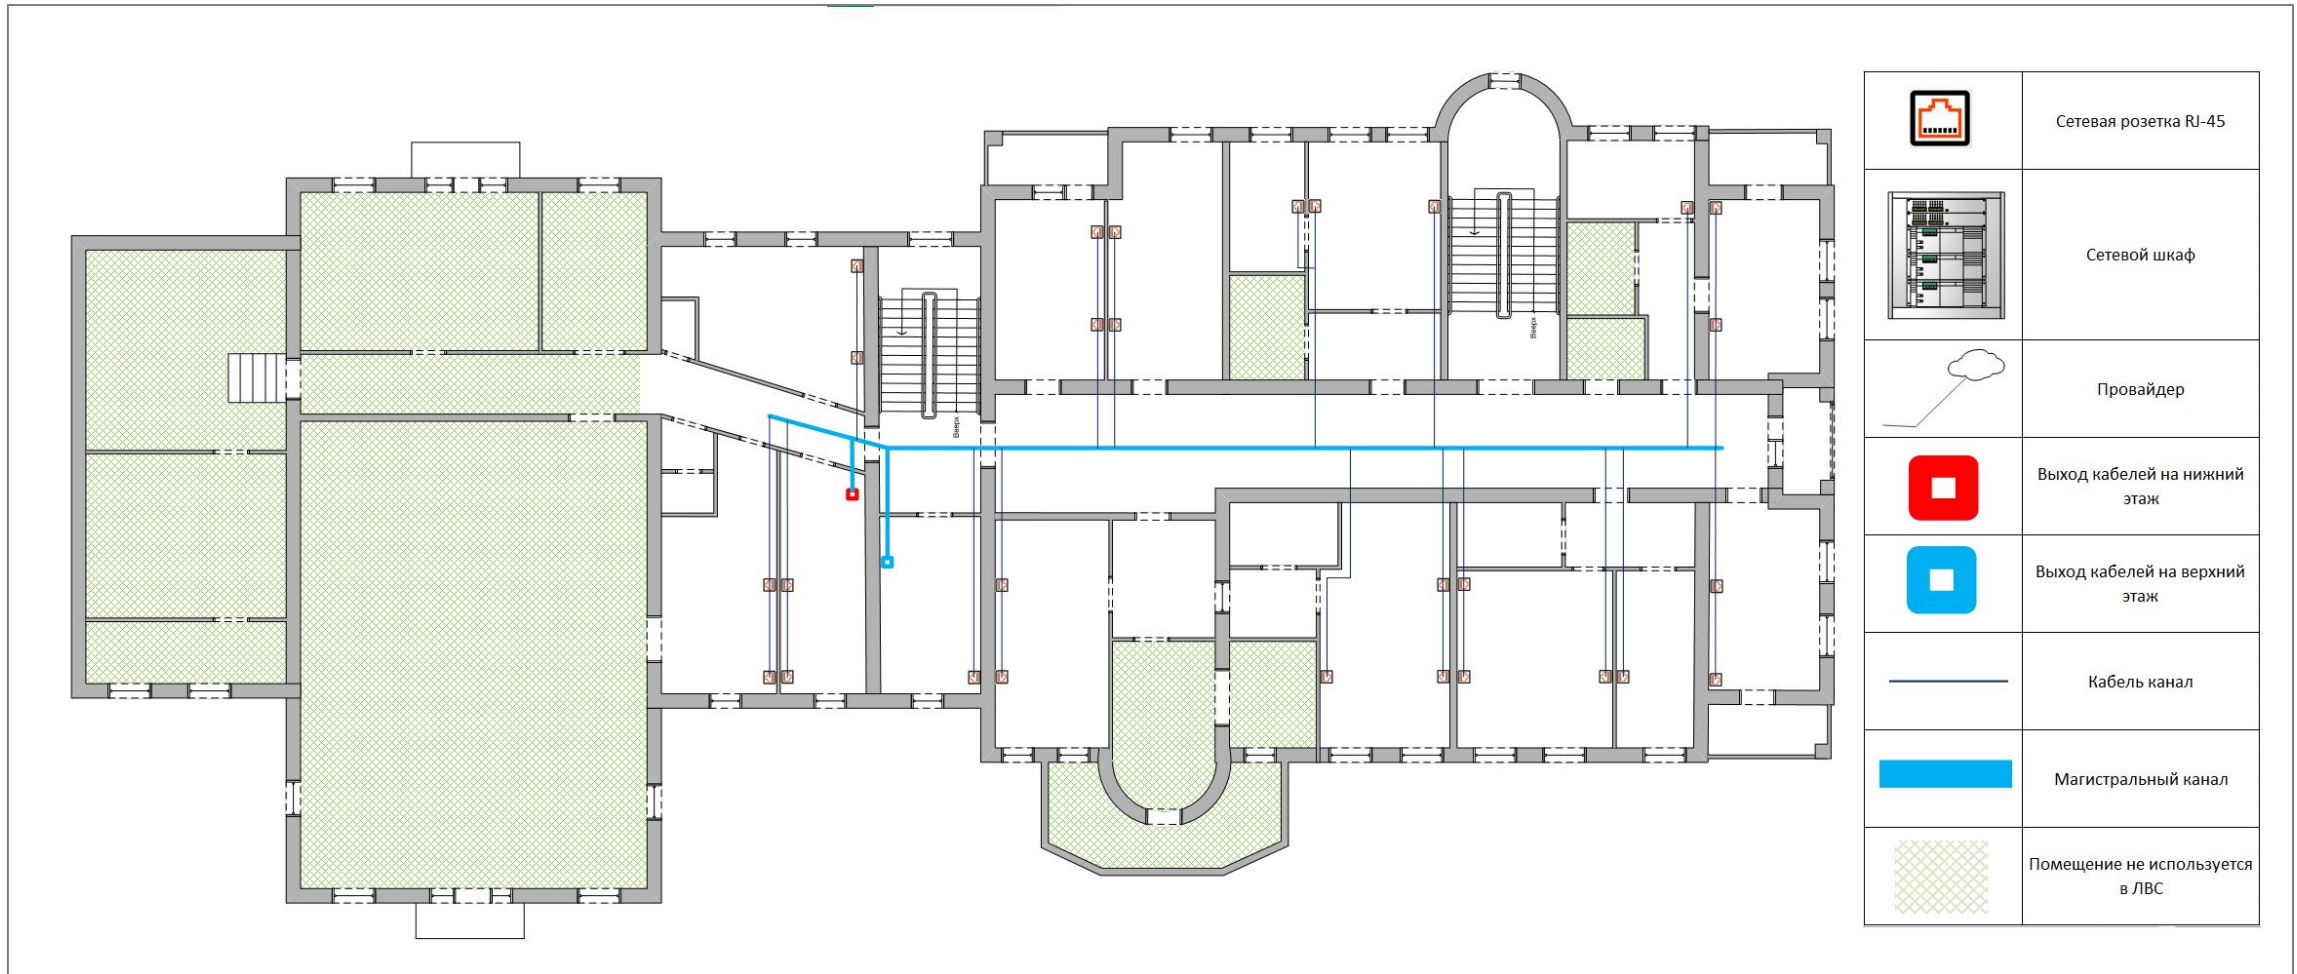 Вверх
Вверх
Сетевая розетка RJ-45
Сетевой шкаф
Провайдер
Выход кабелей на нижний
этаж
Выход кабелей на верхний
этаж
Кабель канал
Магистральный канал
Помещение не используется
в ЛВС